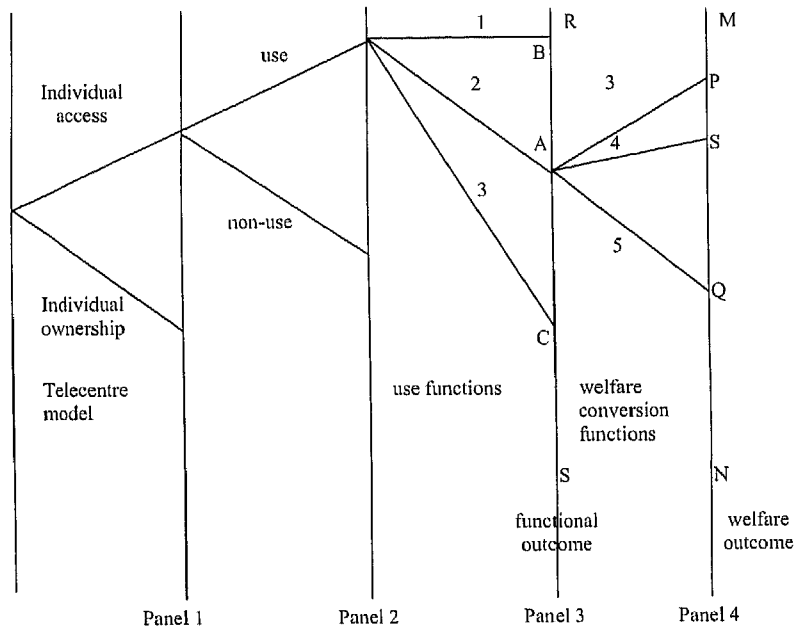 1
R
M
B
use
2
3
P
Individual
access
A
4
S
3
non-use
5
Q
Individual
ownership
C
Telecentre
model
use functions
welfare
conversion
functions
S
N
functional
outcome
welfare
outcome
Panel 1
Panel 2
Panel 3
Panel 4